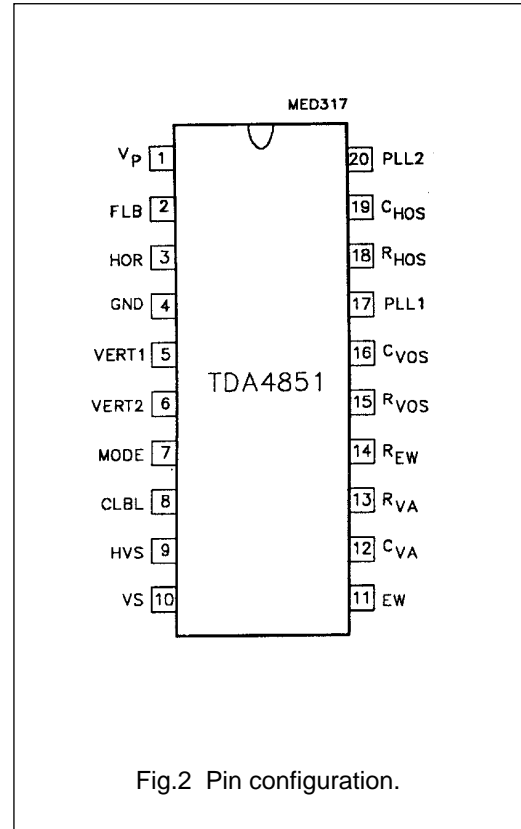 MED317
VP 1
FLB 2
HOR 3
GND 4
VERT1 5
VERT2 6
MODE 7
CLBL 8
HVS 9
VS 10
TDA4851
20 PLL2
19 CHOS
18 RHOS
17 PLL1
16 CVOS
15 RVOS
14 REW
13 RVA
12 CVA
11 EW
Fig.2 Pin configuration.